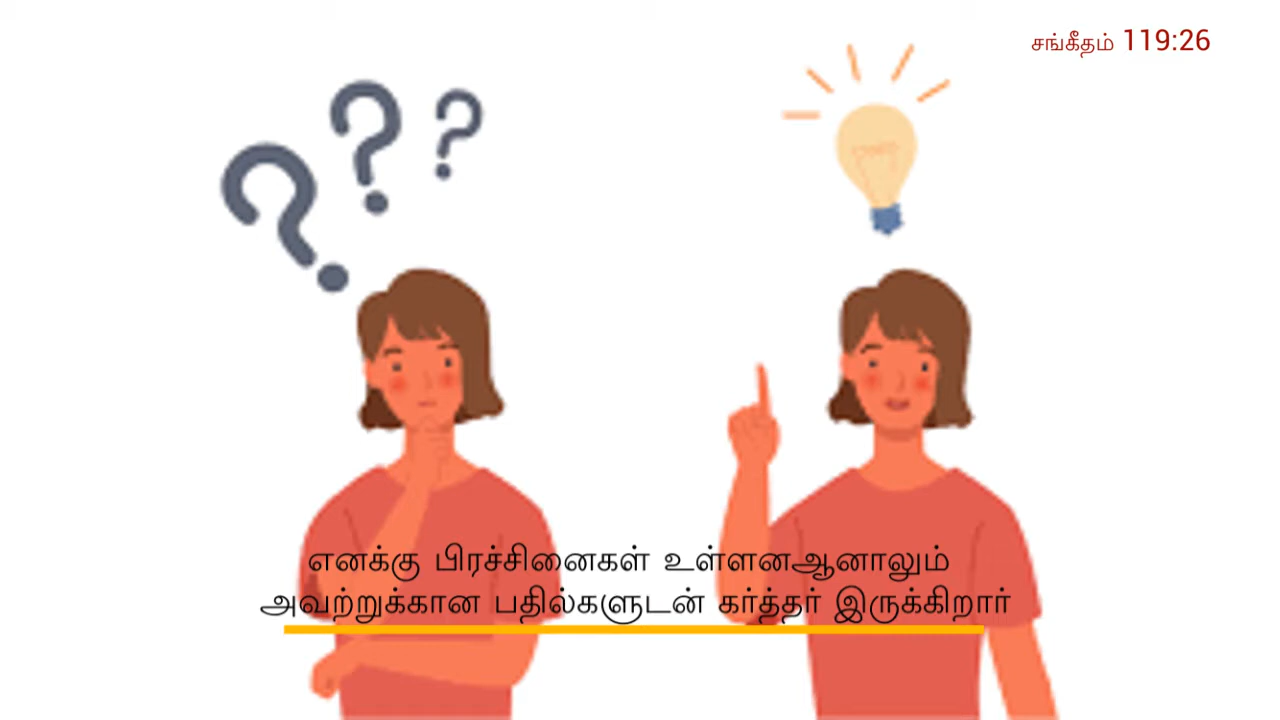 சங்கீதம் 119:26
எனக்கு பிரச்சினைகள் உள்ளனஆனாலும்
அவற்றுக்கான பதில்களுடன் கர்த்தர் இருக்கிறார்